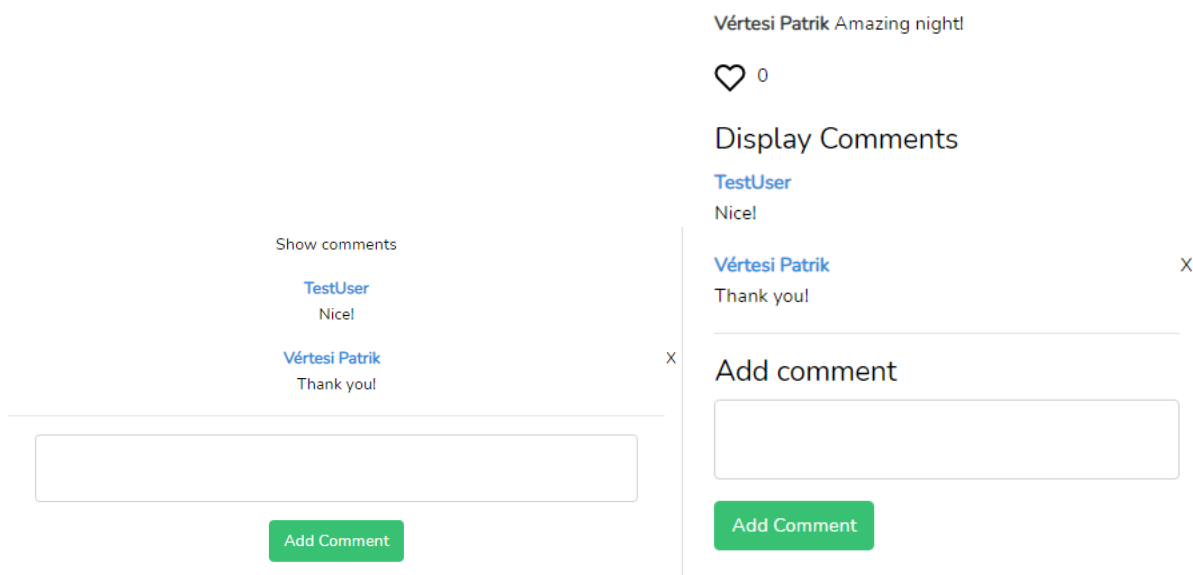 Show comments
TestUser
Nice!
Vértesi Patrik X
Thank you!
Add Comment
Vértesi Patrik Amazing night!
0
Display Comments
TestUser
Nice!
Vértesi Patrik X
Thank you!
Add comment
Add Comment